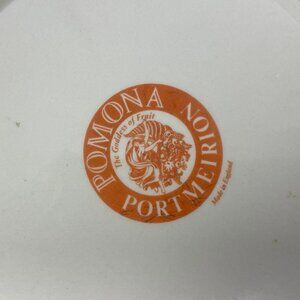 POMONA
The Goddess of Fruit
PORTMEIRION
Made in England